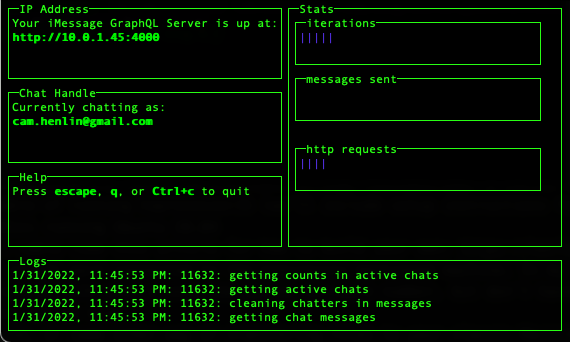 IP Address
Your iMessage GraphQL Server is up at:
http://10.0.1.45:4000
Chat Handle
Currently chatting as:
cam.henlin@gmail.com
Help
Press escape, q, or Ctrl+c to quit
Stats
iterations
|||||
messages sent
http requests
||||
Logs
1/31/2022, 11:45:53 PM: 11632: getting counts in active chats
1/31/2022, 11:45:53 PM: 11632: getting active chats
1/31/2022, 11:45:53 PM: 11632: cleaning chatters in messages
1/31/2022, 11:45:53 PM: 11632: getting chat messages